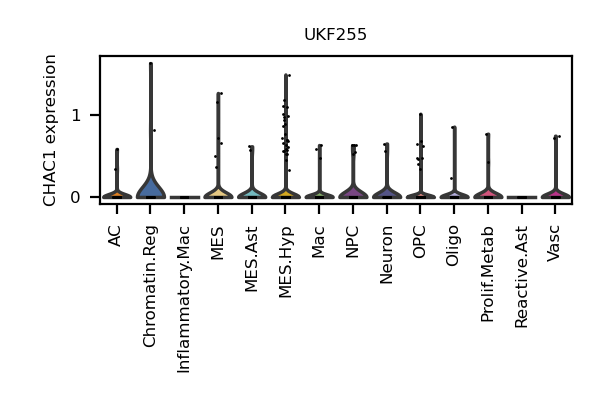 UKF255
CHAC1 expression
1
0
AC
Chromatin.Reg
Inflammatory.Mac
MES
MES.Ast
MES.Hyp
Mac
NPC
Neuron
OPC
Oligo
Prolif.Metab
Reactive.Ast
Vasc